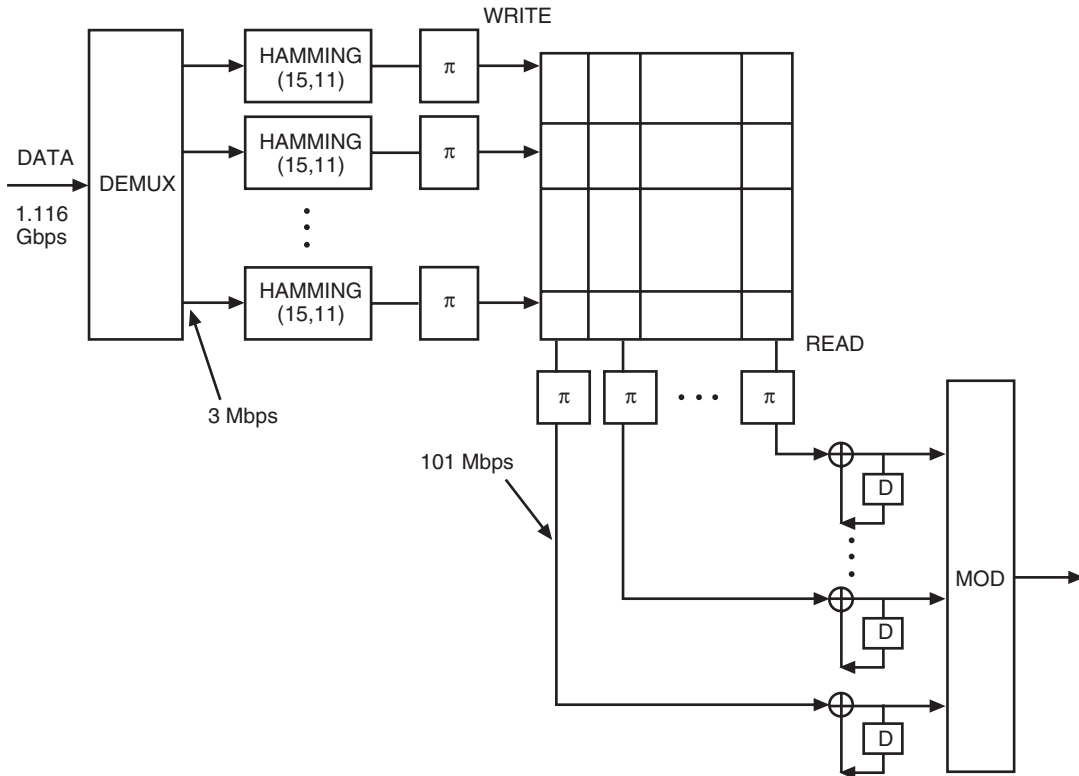 WRITE
HAMMING
(15,11)
π
HAMMING
(15,11)
π
DATA
DEMUX
1.116
Gbps
HAMMING
(15,11)
π
READ
π
π
π
3 Mbps
101 Mbps
D
MOD
D
D